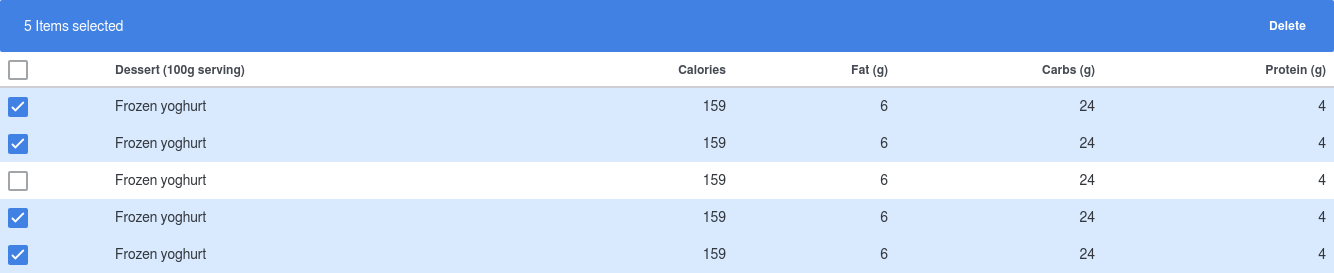 5 Items selected Delete
Dessert (100g serving) Calories Fat (g) Carbs (g) Protein (g)
Frozen yoghurt 159 6 24 4
Frozen yoghurt 159 6 24 4
Frozen yoghurt 159 6 24 4
Frozen yoghurt 159 6 24 4
Frozen yoghurt 159 6 24 4